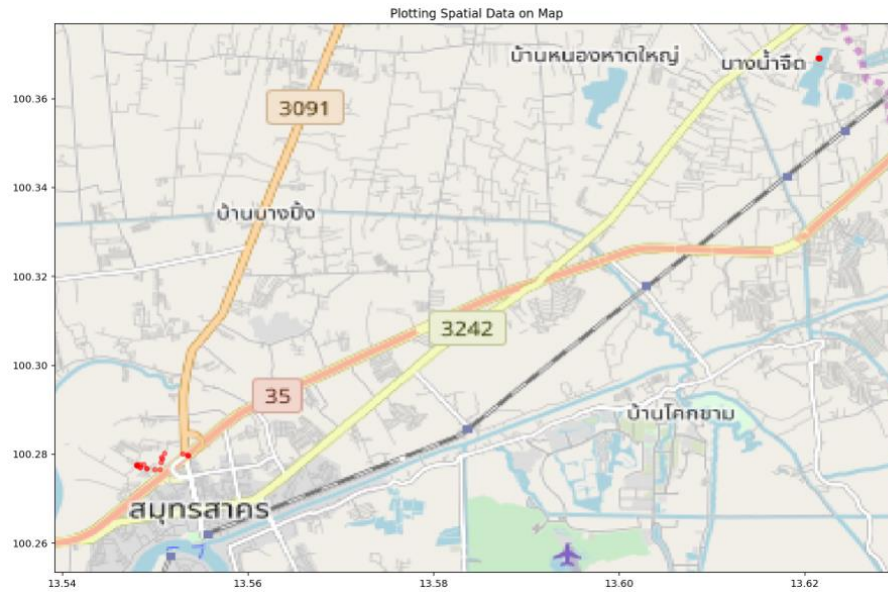 Plotting Spatial Data on Map
บ้านหนองหาดใหญ่
บางน้ำจืด
100.36
3091
100.34
บ้านบางปิ้ง
100.32
3242
100.30
35
บ้านโคกขาม
100.28
สมุทรสาคร
100.26
13.54
13.56
13.58
13.60
13.62